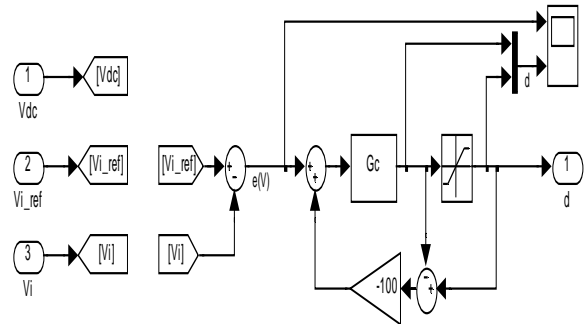 1
[Vdc]
Vdc
d
2
[Vi_ref]
Vi_ref
[Vi_ref]
+
-
e(V)
+
+
Gc
1
d
3
[Vi]
Vi
[Vi]
-100
-
+